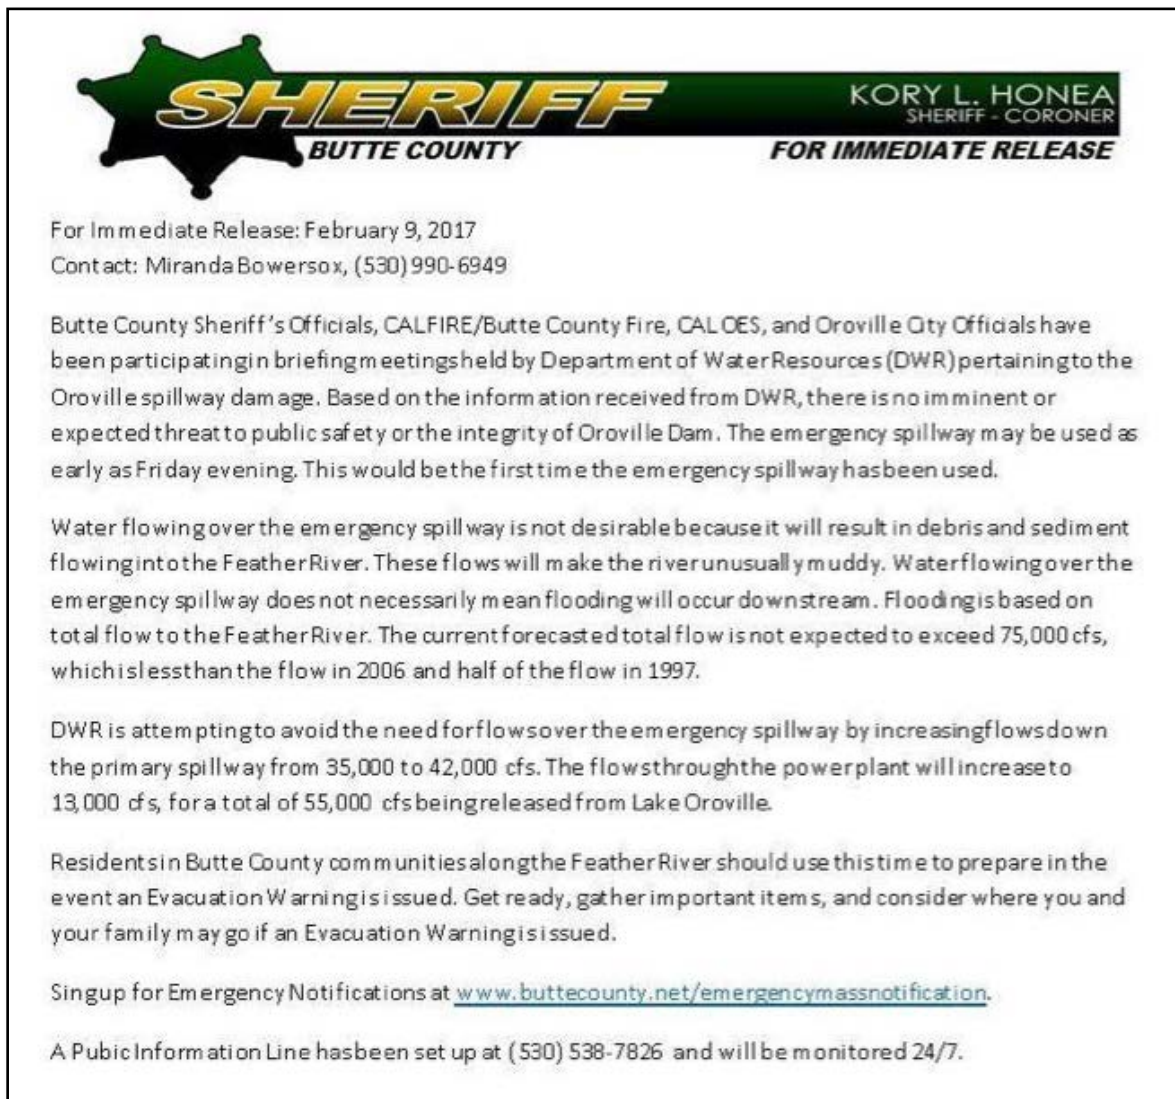 SHERIFF
KORY L. HONEA
SHERIFF - CORONER
BUTTE COUNTY
FOR IMMEDIATE RELEASE
For Immediate Release: February 9, 2017
Contact: Miranda Bowersox, (530) 990-6949
Butte County Sheriff's Officials, CALFIRE/Butte County Fire, CAL OES, and Oroville City Officials have
been participating in briefing meetings held by Department of Water Resources (DWR) pertaining to the
Oroville spillway damage. Based on the information received from DWR, there is no imminent or
expected threat to public safety or the integrity of Oroville Dam. The emergency spillway may be used as
early as Friday evening. This would be the first time the emergency spillway has been used.
Water flowing over the emergency spillway is not desirable because it will result in debris and sediment
flowing into the Feather River. These flows will make the river unusually muddy. Water flowing over the
emergency spillway does not necessarily mean flooding will occur downstream. Flooding is based on
total flow to the Feather River. The current forecasted total flow is not expected to exceed 75,000 cfs,
which is less than the flow in 2006 and half of the flow in 1997.
DWR is attempting to avoid the need for flows over the emergency spillway by increasing flows down
the primary spillway from 35,000 to 42,000 cfs. The flows through the power plant will increase to
13,000 cfs, for a total of 55,000 cfs being released from Lake Oroville.
Residents in Butte County communities along the Feather River should use this time to prepare in the
event an Evacuation Warning is issued. Get ready, gather important items, and consider where you and
your family may go if an Evacuation Warning is issued.
Singup for Emergency Notifications at www.buttecounty.net/emergencymassnotification.
A Pubic Information Line has been set up at (530) 538-7826 and will be monitored 24/7.